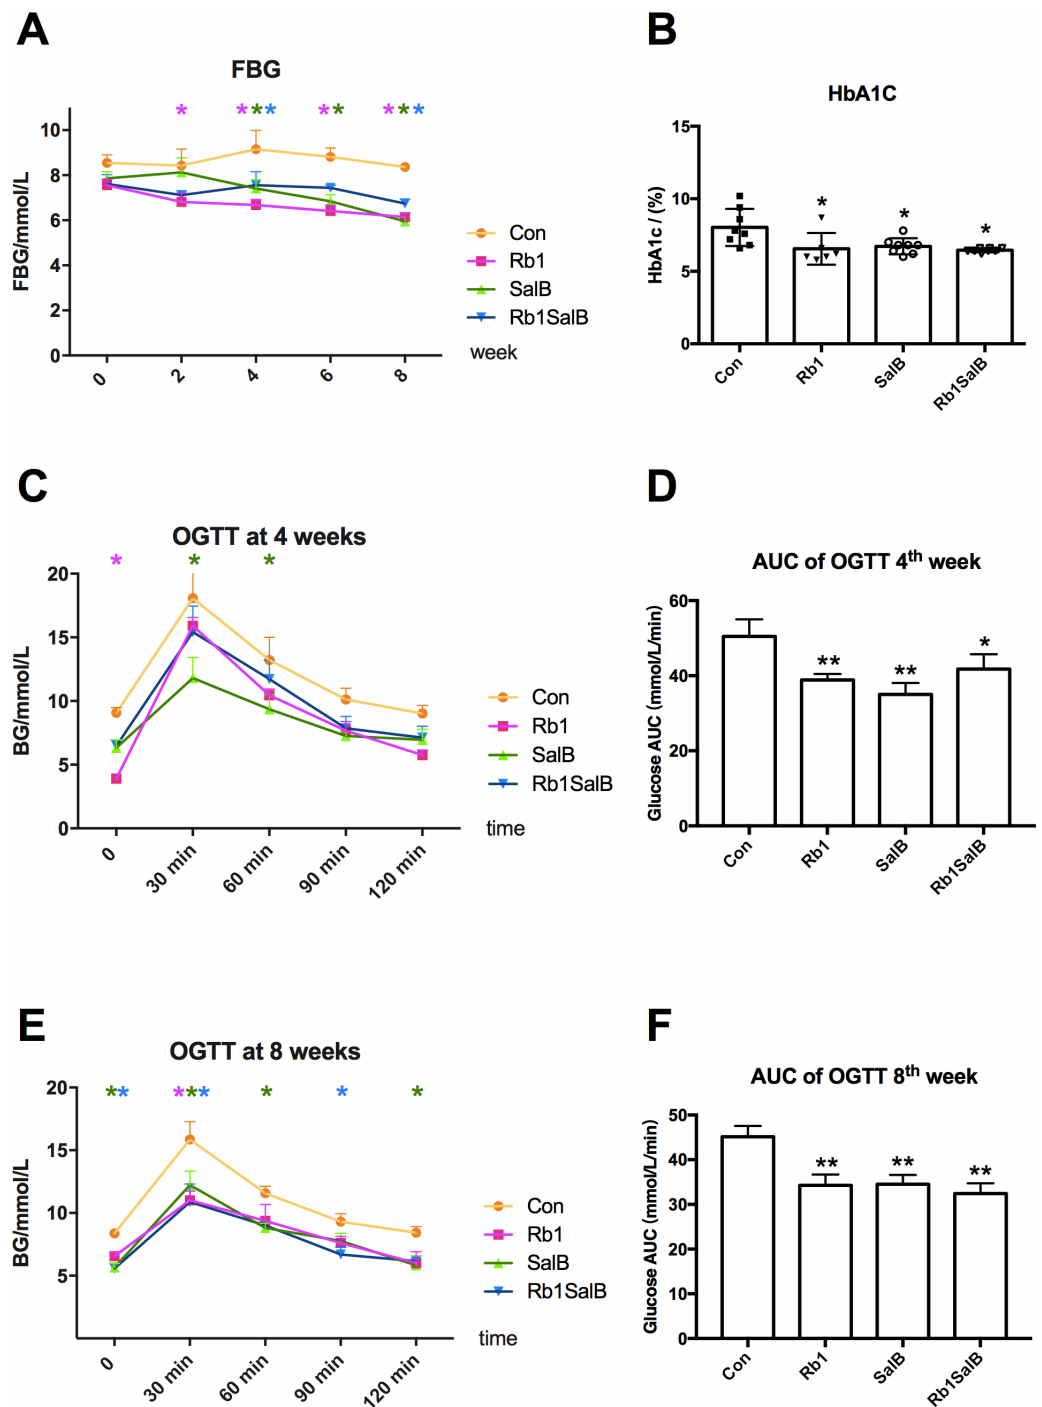 A
FBG
* * * * * * * * *
10
8
6
4
2
0
FBG/mmol/L
0 2 4 6 8
week
Con
Rb1
SalB
Rb1SalB
B
HbA1C
15
10
5
0
HbA1c / (%)
* * *
Con Rb1 SalB Rb1SalB
C
OGTT at 4 weeks
* * *
20
15
10
5
0
BG/mmol/L
0 30 min 60 min 90 min 120 min
time
Con
Rb1
SalB
Rb1SalB
D
AUC of OGTT 4th week
60
40
20
0
Glucose AUC (mmol/L/min)
** ** *
Con Rb1 SalB Rb1SalB
E
OGTT at 8 weeks
* * * * * * * *
20
15
10
5
BG/mmol/L
0 30 min 60 min 90 min 120 min
time
Con
Rb1
SalB
Rb1SalB
F
AUC of OGTT 8th week
50
40
30
20
10
0
Glucose AUC (mmol/L/min)
** ** **
Con Rb1 SalB Rb1SalB